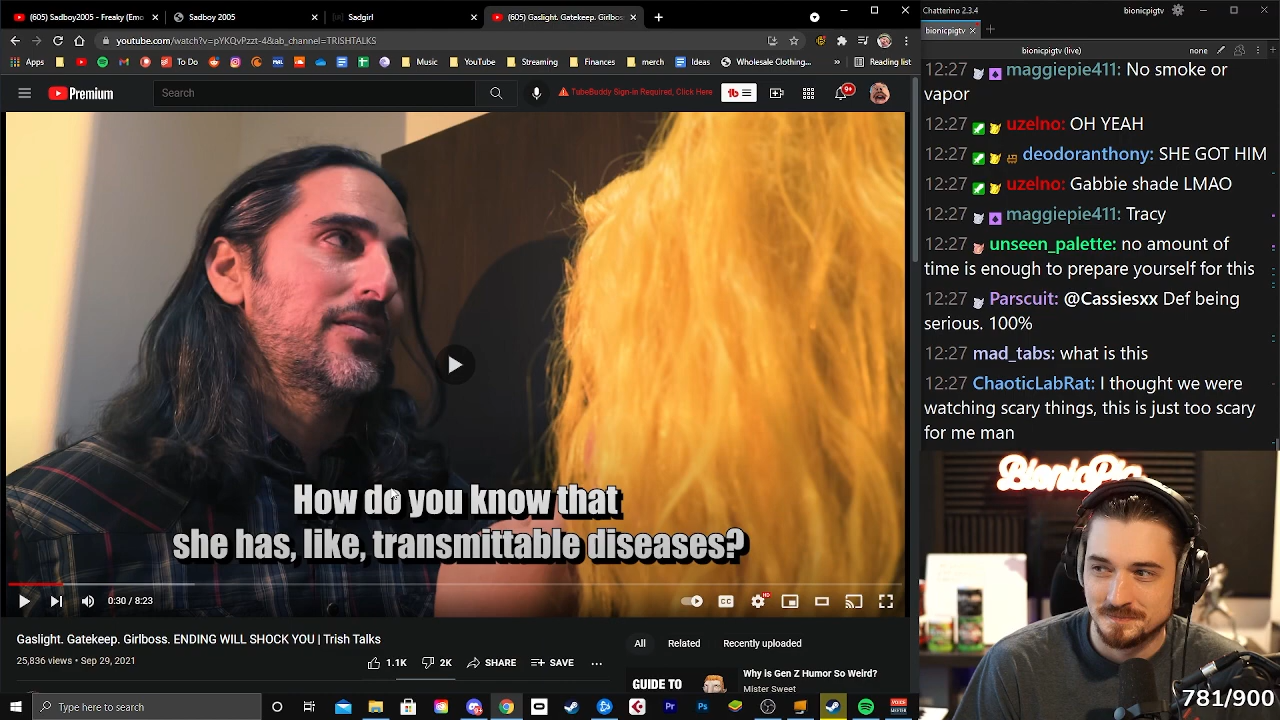 (605) Sadboy2005 - Freaky (Emo
Sadboy 2005
Sadgirl
(605) Gaslight. Gatekeep. Girlbos
youtube.com/watch?v=pYKQvPzzt-4&ab_channel=TRISHTALKS
Apps
To Do
Music
YouTube
Streaming
Finances
merch
Ideas
Wholesale Clothing...
Reading list
Premium
Search
TubeBuddy Sign-in Required, Click Here
tb
9+
How do you know that
she has, like, transmittable diseases?
0:30 / 8:23
CC
HD
Gaslight. Gatekeep. Girlboss. ENDING WILL SHOCK YOU | Trish Talks
25,836 views • Sep 29, 2021
1.1K
2K
SHARE
SAVE
All
Related
Recently uploaded
GUIDE TO
Why is Gen Z Humor So Weird?
Mister Sweet
Type here to search
Pr
Ps
Chatterino 2.3.4
bionicpigtv
bionicpigtv
bionicpigtv (live)
none
12:27 maggiepie411: No smoke or
vapor
12:27 uzelno: OH YEAH
12:27 deodoranthony: SHE GOT HIM
12:27 uzelno: Gabbie shade LMAO
12:27 maggiepie411: Tracy
12:27 unseen_palette: no amount of
time is enough to prepare yourself for this
12:27 Parscuit: @Cassiesxx Def being
serious. 100%
12:27 mad_tabs: what is this
12:27 ChaoticLabRat: I thought we were
watching scary things, this is just too scary
for me man
BionicPig
781/900